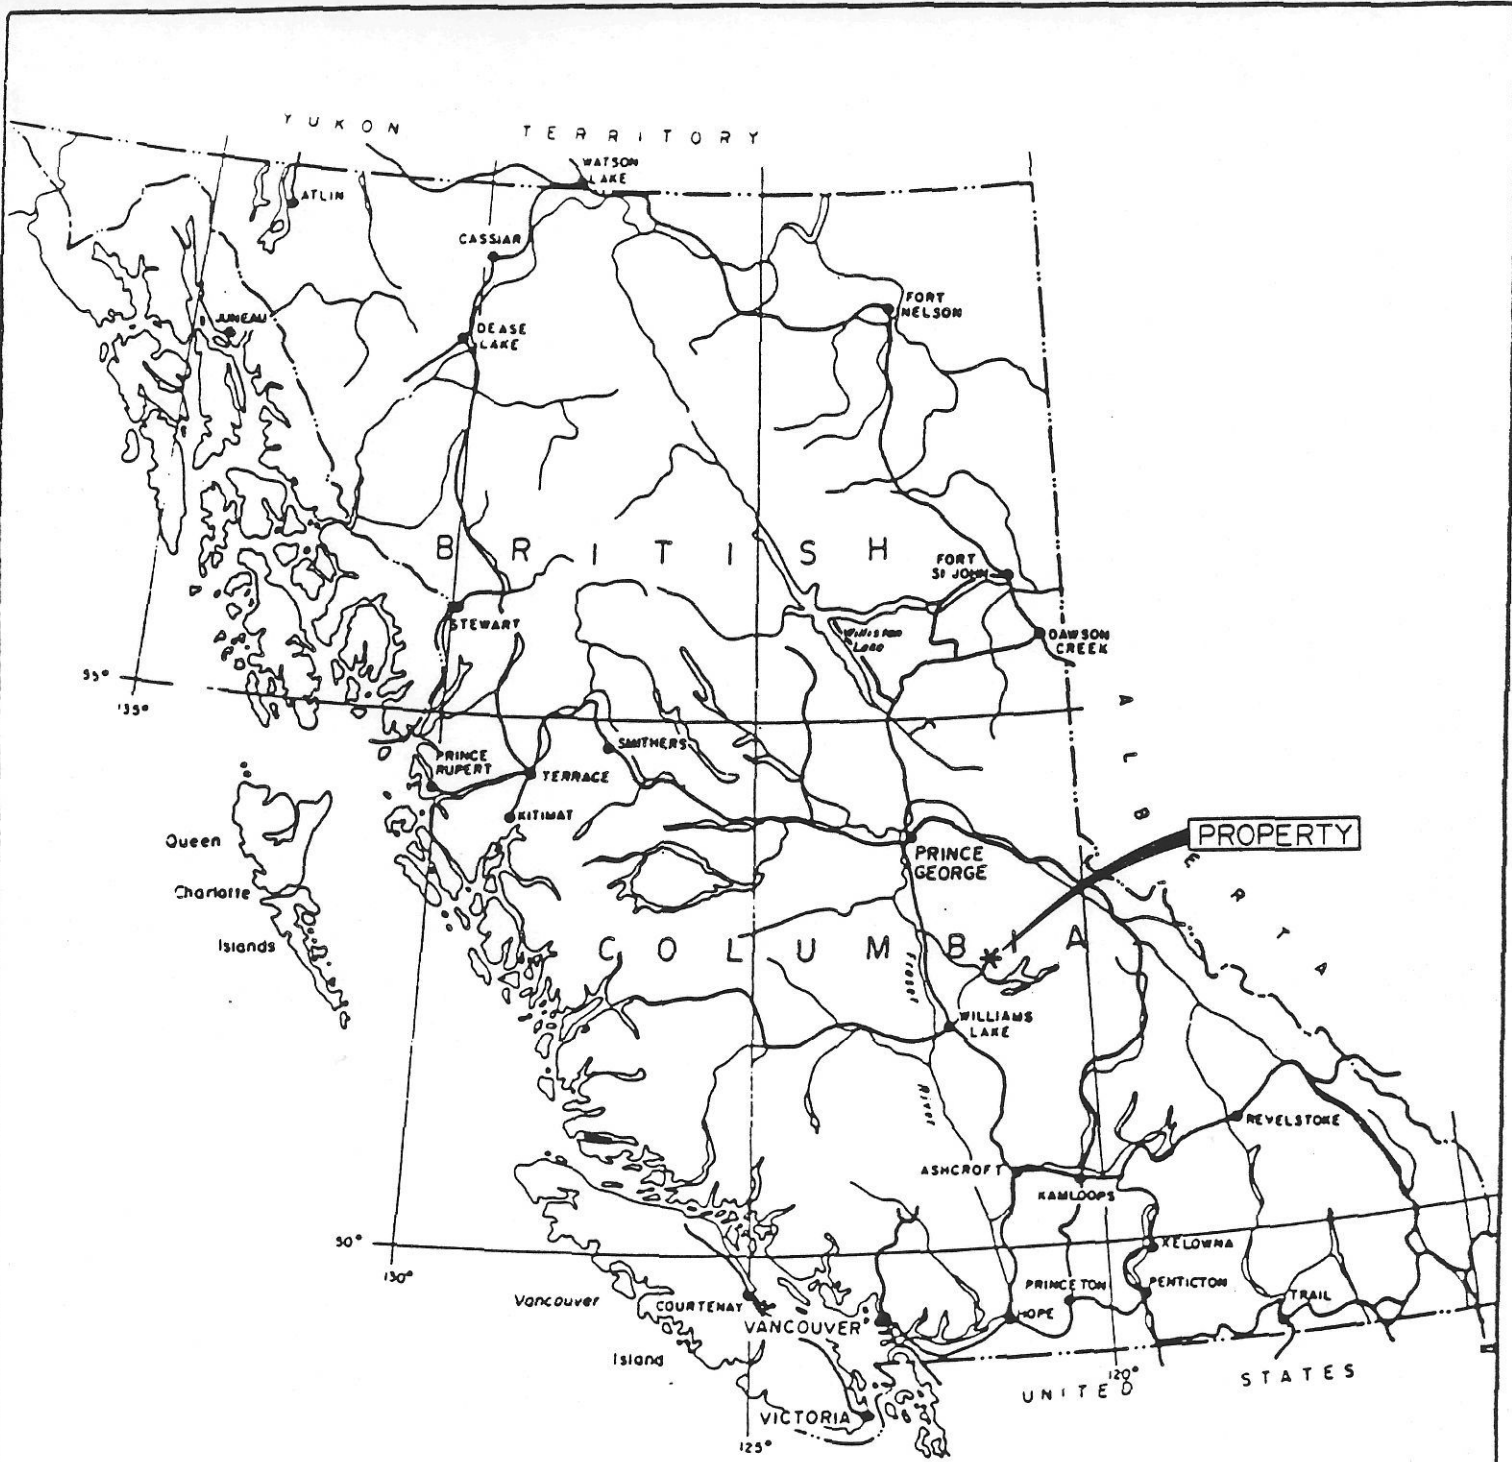 YUKON TERRITORY
WATSON
LAKE
ATLIN
CASSIAR
FORT
NELSON
JUNEAU
DEASE
LAKE
BRITISH
FORT
ST JOHN
STEWART
Williston
Lake
DAWSON
CREEK
55°
135°
ALBERTA
SMITHERS
PRINCE
RUPERT
TERRACE
KITIMAT
PROPERTY
Queen
Charlotte
Islands
PRINCE
GEORGE
COLUMBIA
Fraser
River
WILLIAMS
LAKE
REVELSTOKE
ASHCROFT
KAMLOOPS
50°
130°
KELOWNA
PRINCETON
PENTICTON
Vancouver
Island
COURTENAY
VANCOUVER
HOPE
TRAIL
120°
UNITED STATES
VICTORIA
125°